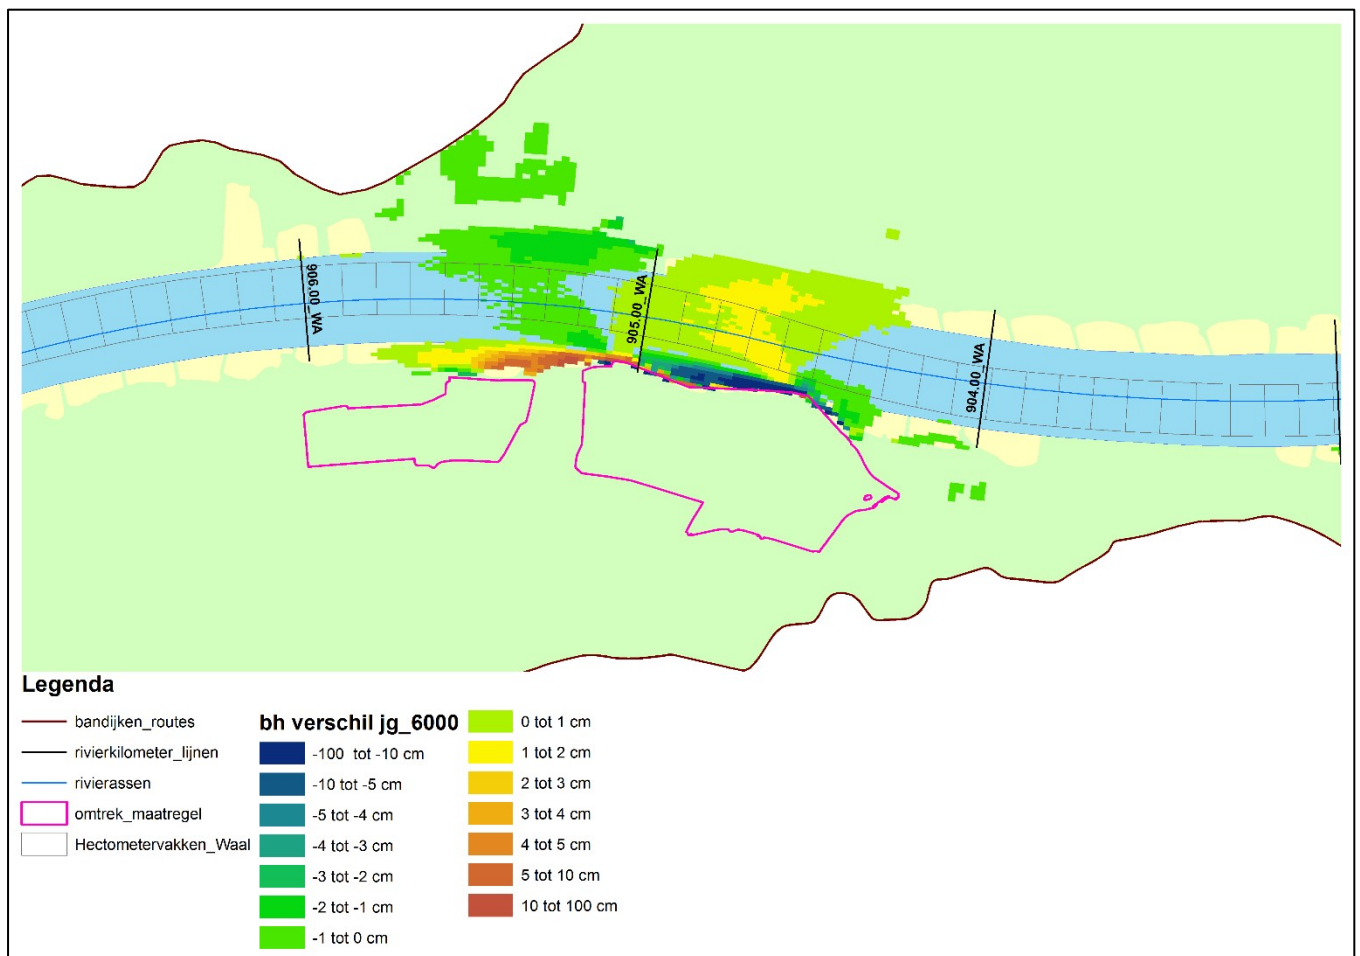 906.00_WA
905.00_WA
904.00_WA
Legenda
bandijken_routes
rivierkilometer_lijnen
rivierassen
omtrek_maatregel
Hectometervakken_Waal
bh verschil jg_6000
-100 tot -10 cm
-10 tot -5 cm
-5 tot -4 cm
-4 tot -3 cm
-3 tot -2 cm
-2 tot -1 cm
-1 tot 0 cm
0 tot 1 cm
1 tot 2 cm
2 tot 3 cm
3 tot 4 cm
4 tot 5 cm
5 tot 10 cm
10 tot 100 cm